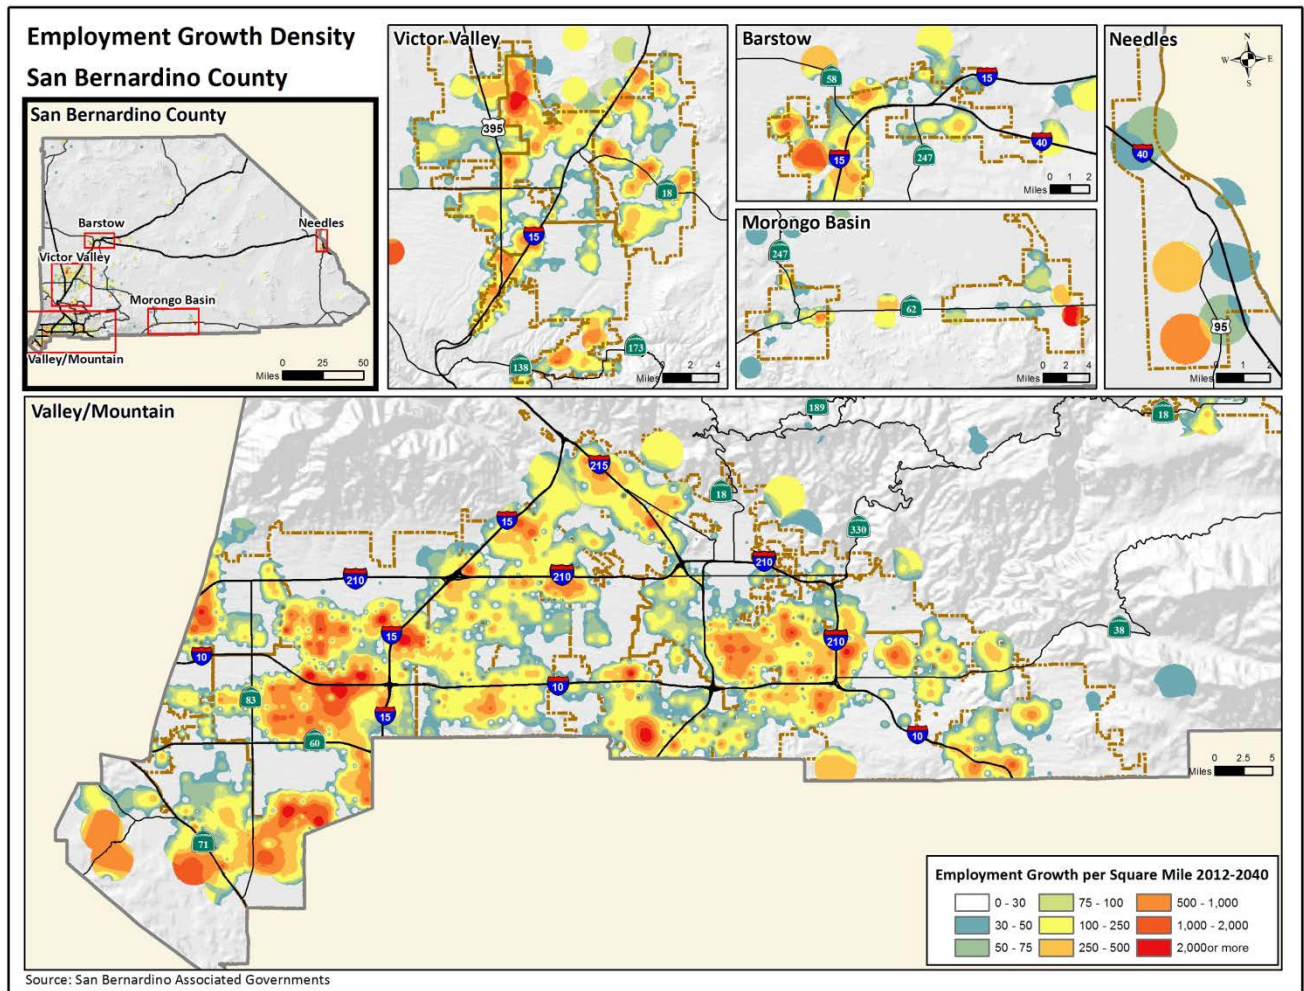 Employment Growth Density
San Bernardino County
San Bernardino County
Barstow
Needles
Victor Valley
Morongo Basin
Valley/Mountain
0 25 50
Miles
Victor Valley
395
18
15
138
173
0 2 4
Miles
Barstow
58
15
15
247
40
0 1 2
Miles
Morongo Basin
247
62
0 2 4
Miles
Needles
N
W E
S
40
95
0 1 2
Miles
Valley/Mountain
189
18
215
18
15
330
210
210
210
15
210
38
10
10
83
15
60
10
71
0 2.5 5
Miles
Employment Growth per Square Mile 2012-2040
0 - 30
30 - 50
50 - 75
75 - 100
100 - 250
250 - 500
500 - 1,000
1,000 - 2,000
2,000or more
Source: San Bernardino Associated Governments